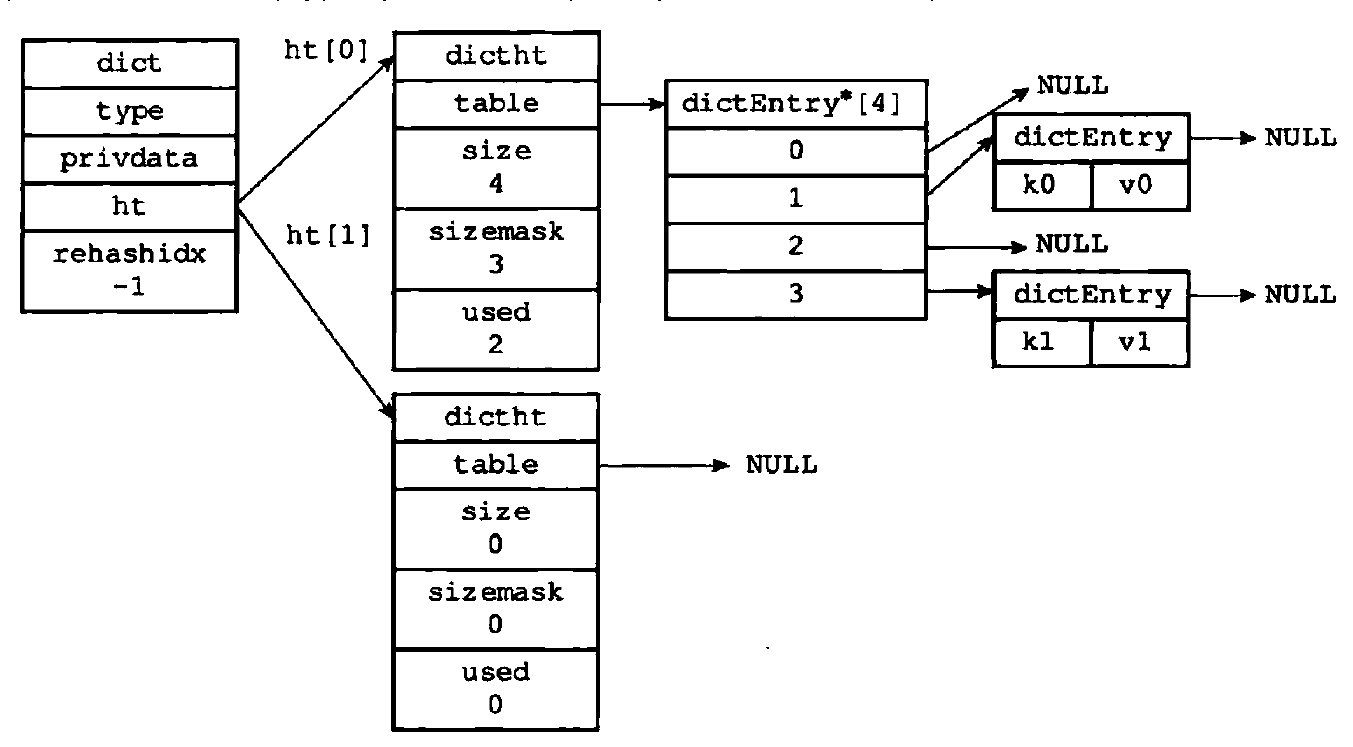 dict
type
privdata
ht
rehashidx
-1
ht[0]
ht[1]
dictht
table
size
4
sizemask
3
used
2
dictEntry*[4]
0
1
2
3
NULL
dictEntry
k0 v0
NULL
NULL
dictEntry
k1 v1
NULL
dictht
table
NULL
size
0
sizemask
0
used
0